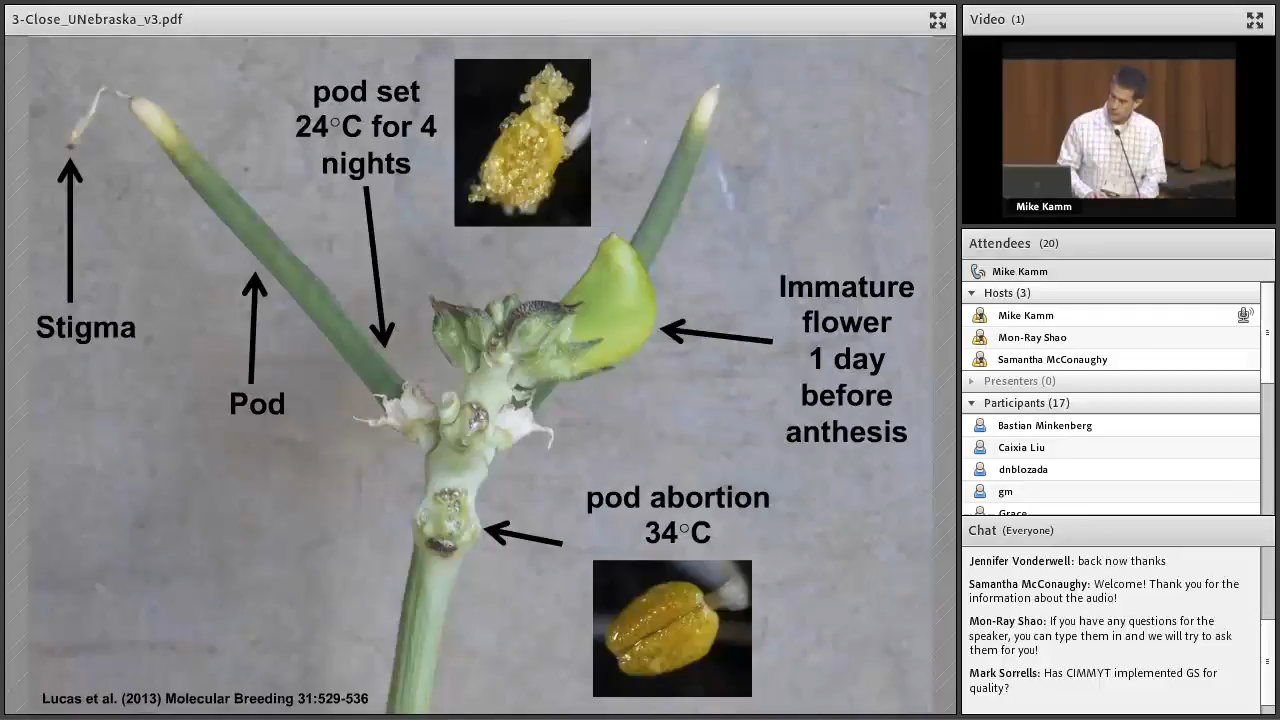 3-Close_UNebraska_v3.pdf
pod set
24°C for 4
nights
Stigma
Pod
Immature
flower
1 day
before
anthesis
pod abortion
34°C
Lucas et al. (2013) Molecular Breeding 31:529-536
Video (1)
Mike Kamm
Attendees (20)
Mike Kamm
Hosts (3)
Mike Kamm
Mon-Ray Shao
Samantha McConaughy
Presenters (0)
Participants (17)
Bastian Minkenberg
Caixia Liu
dnblozada
gm
Grace
Chat (Everyone)
Jennifer Vonderwell: back now thanks
Samantha McConaughy: Welcome! Thank you for the
information about the audio!
Mon-Ray Shao: If you have any questions for the
speaker, you can type them in and we will try to ask
them for you!
Mark Sorrells: Has CIMMYT implemented GS for
quality?